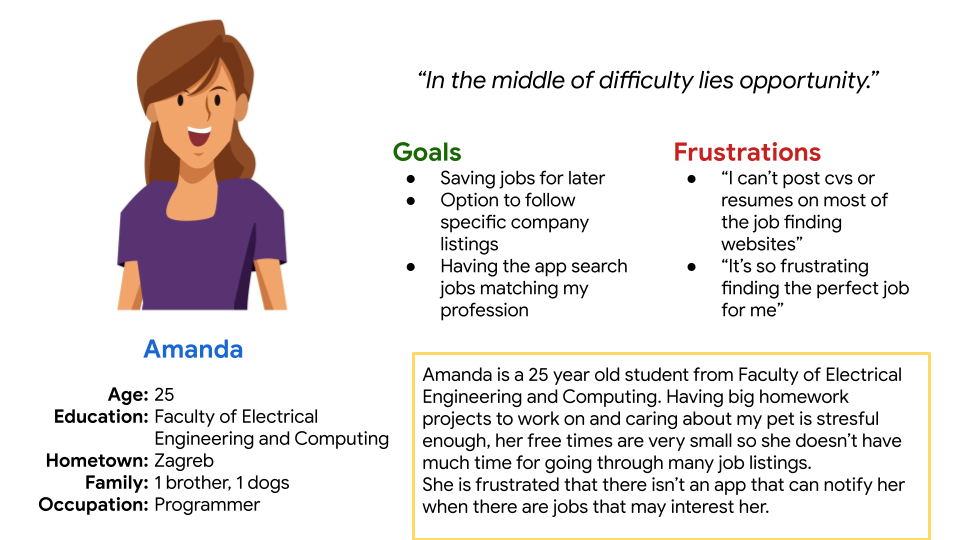 “In the middle of difficulty lies opportunity.”
Goals
● Saving jobs for later
● Option to follow
specific company
listings
● Having the app search
jobs matching my
profession
Frustrations
● “I can’t post cvs or
resumes on most of
the job finding
websites”
● “It’s so frustrating
finding the perfect job
for me”
Amanda
Age: 25
Education: Faculty of Electrical
Engineering and Computing
Hometown: Zagreb
Family: 1 brother, 1 dogs
Occupation: Programmer
Amanda is a 25 year old student from Faculty of Electrical
Engineering and Computing. Having big homework
projects to work on and caring about my pet is stresful
enough, her free times are very small so she doesn’t have
much time for going through many job listings.
She is frustrated that there isn’t an app that can notify her
when there are jobs that may interest her.